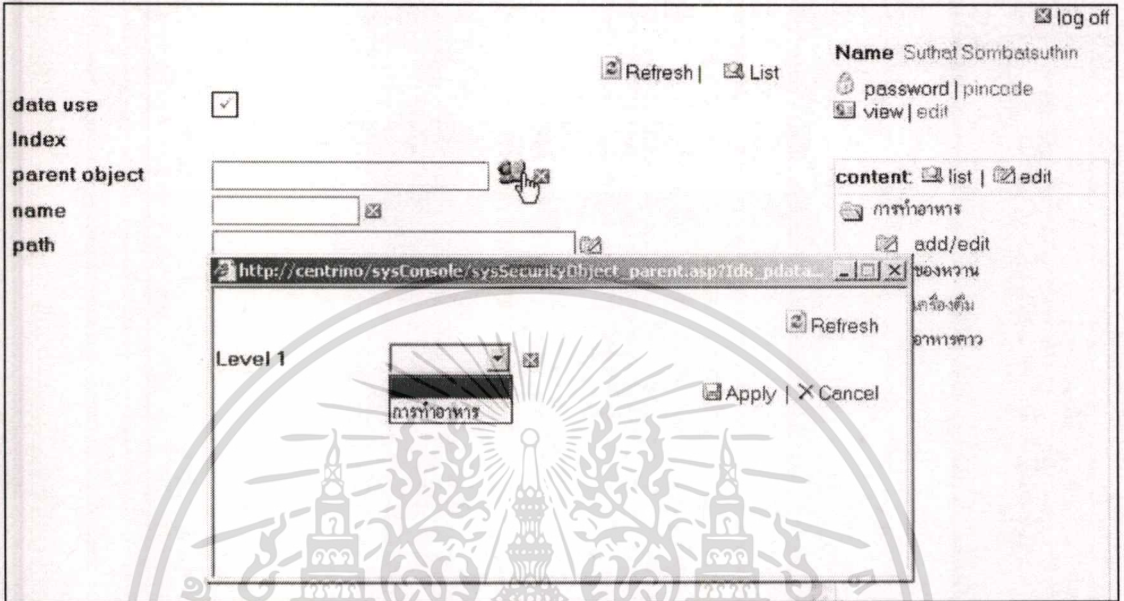 log off
Name Suthat Sombatsuthin
Refresh | List
password | pincode
view | edit
data use
Index
parent object
content: list | edit
name
การทำอาหาร
path
add/edit
http://centrino/sysConsole/sysSecurityObject_parent.asp?Idx_pdata...
ของหวาน
เครื่องดื่ม
Refresh
อาหารคาว
Level 1
Apply | Cancel
การทำอาหาร